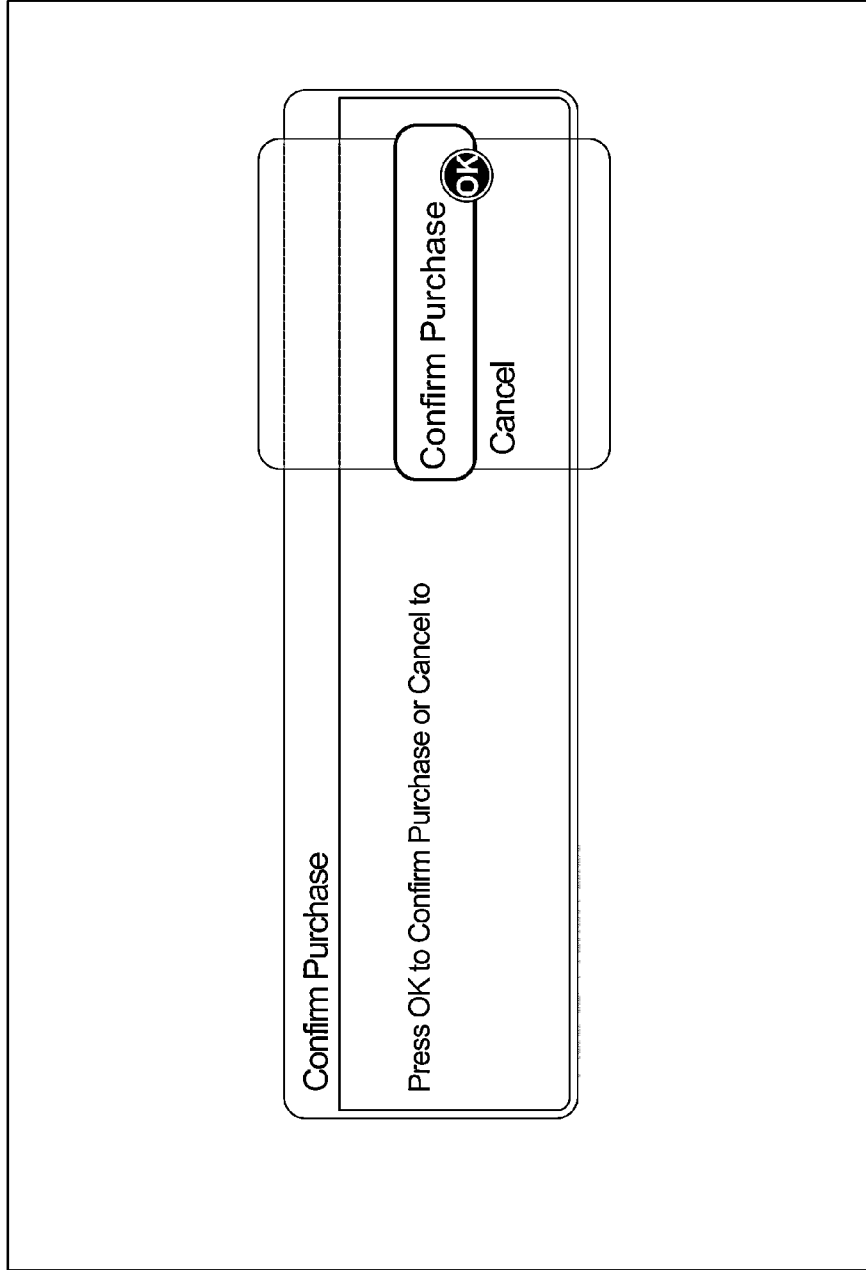 Confirm Purchase
Press OK to Confirm Purchase or Cancel to
Confirm Purchase
OK
Cancel